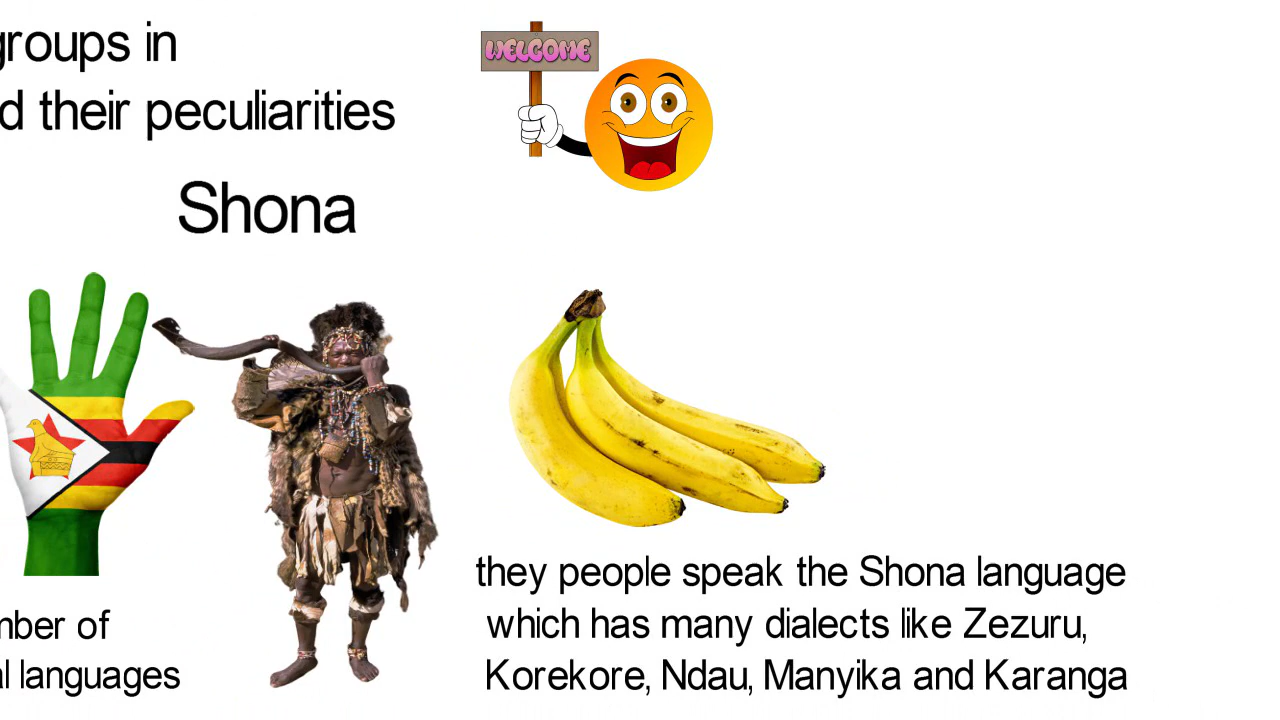 groups in
d their peculiarities
WELCOME
Shona
they people speak the Shona language
which has many dialects like Zezuru,
Korekore, Ndau, Manyika and Karanga
mber of
al languages